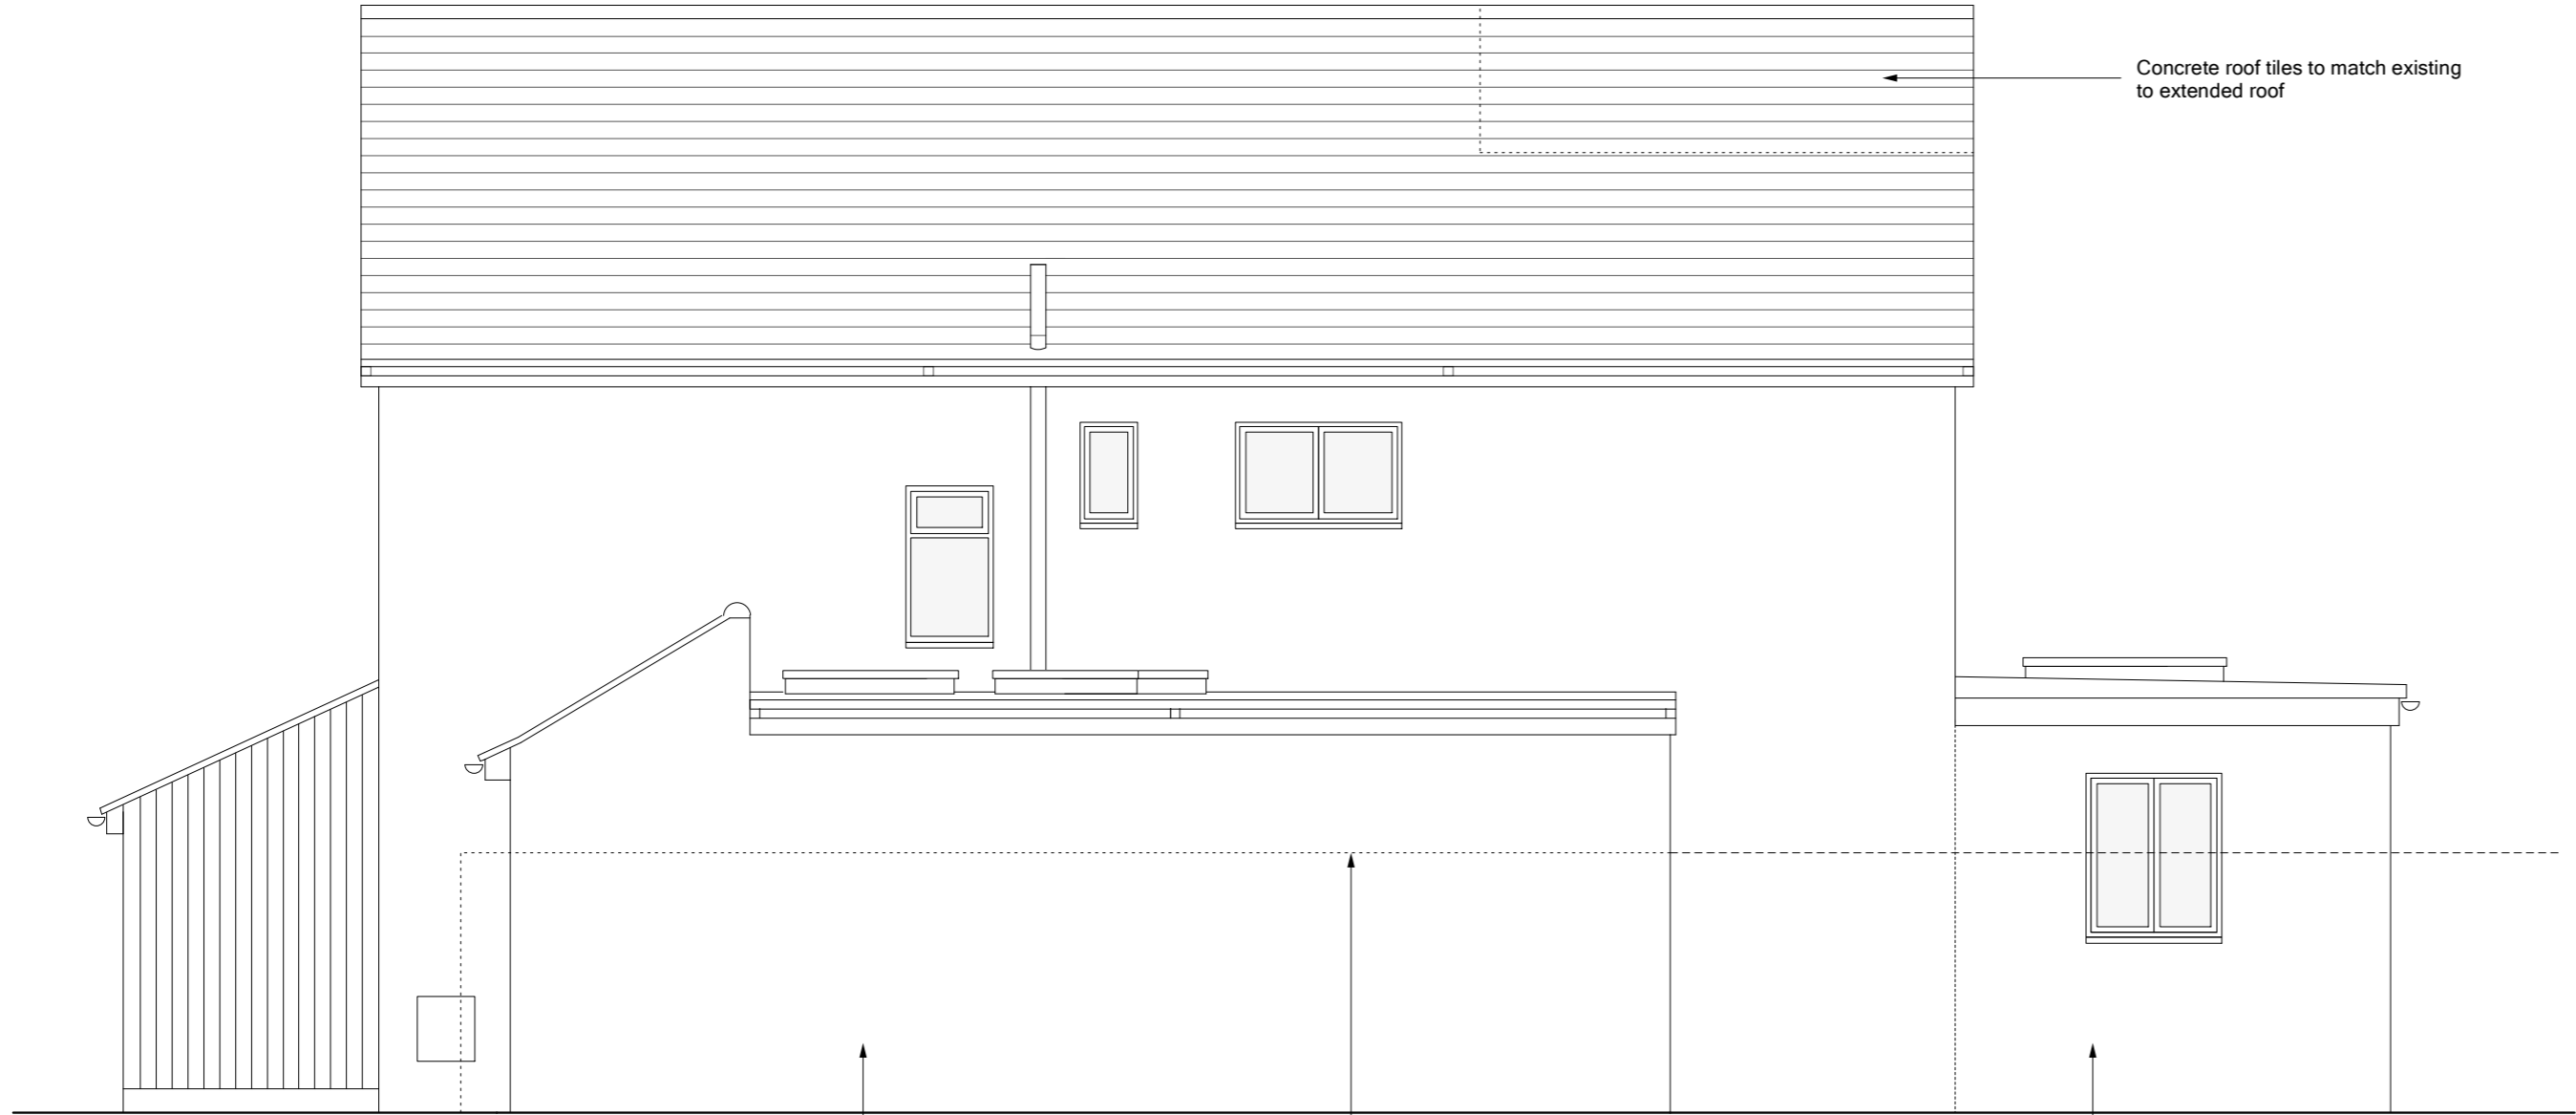 Concrete roof tiles to match existing
to extended roof